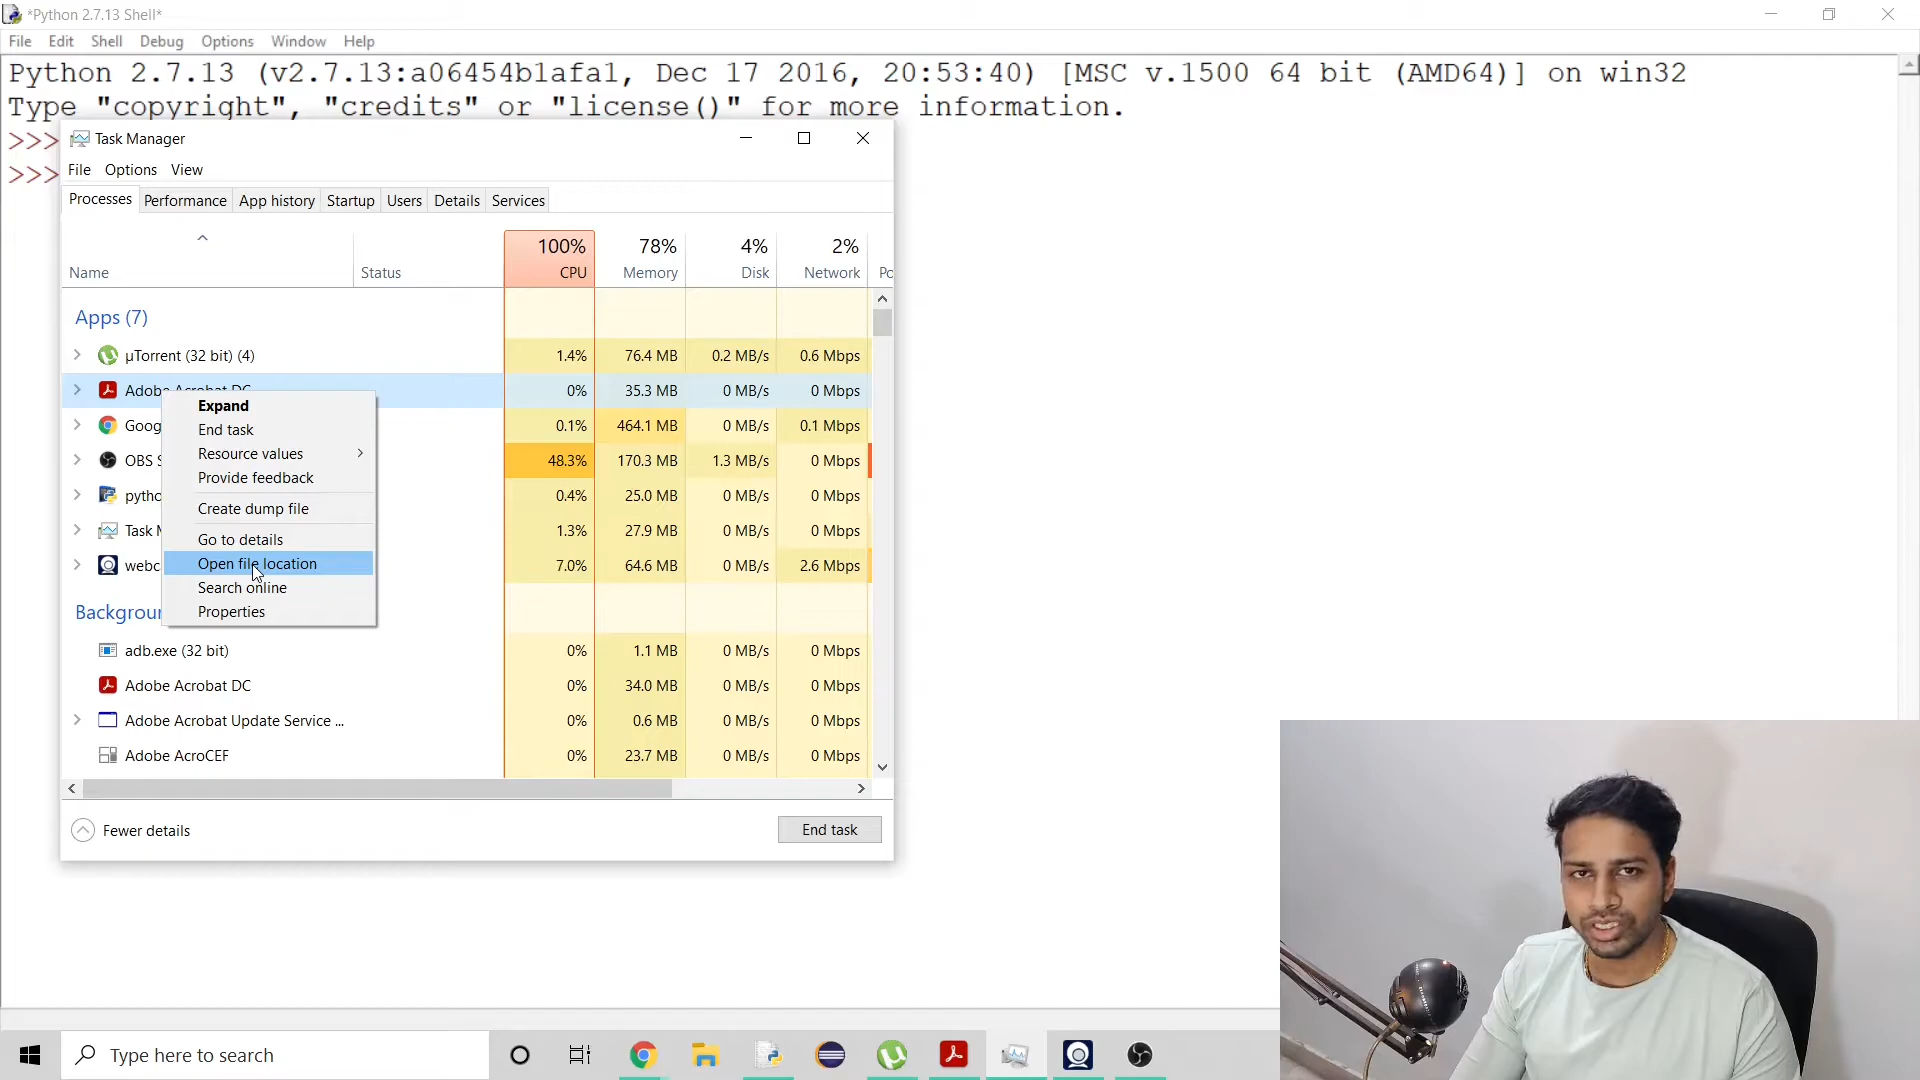 *Python 2.7.13 Shell*
File Edit Shell Debug Options Window Help
Python 2.7.13 (v2.7.13:a06454b1afa1, Dec 17 2016, 20:53:40) [MSC v.1500 64 bit (AMD64)] on win32
Type "copyright", "credits" or "license()" for more information.
>>>
>>>
Task Manager
File Options View
Processes Performance App history Startup Users Details Services
100% 78% 4% 2%
Name Status CPU Memory Disk Network Po
Apps (7)
µTorrent (32 bit) (4) 1.4% 76.4 MB 0.2 MB/s 0.6 Mbps
Adobe Acrobat DC 0% 35.3 MB 0 MB/s 0 Mbps
Goog 0.1% 464.1 MB 0 MB/s 0.1 Mbps
OBS S 48.3% 170.3 MB 1.3 MB/s 0 Mbps
pytho 0.4% 25.0 MB 0 MB/s 0 Mbps
Task M 1.3% 27.9 MB 0 MB/s 0 Mbps
webc 7.0% 64.6 MB 0 MB/s 2.6 Mbps
Expand
End task
Resource values
Provide feedback
Create dump file
Go to details
Open file location
Search online
Properties
Backgroun
adb.exe (32 bit) 0% 1.1 MB 0 MB/s 0 Mbps
Adobe Acrobat DC 0% 34.0 MB 0 MB/s 0 Mbps
Adobe Acrobat Update Service ... 0% 0.6 MB 0 MB/s 0 Mbps
Adobe AcroCEF 0% 23.7 MB 0 MB/s 0 Mbps
Fewer details
End task
Type here to search